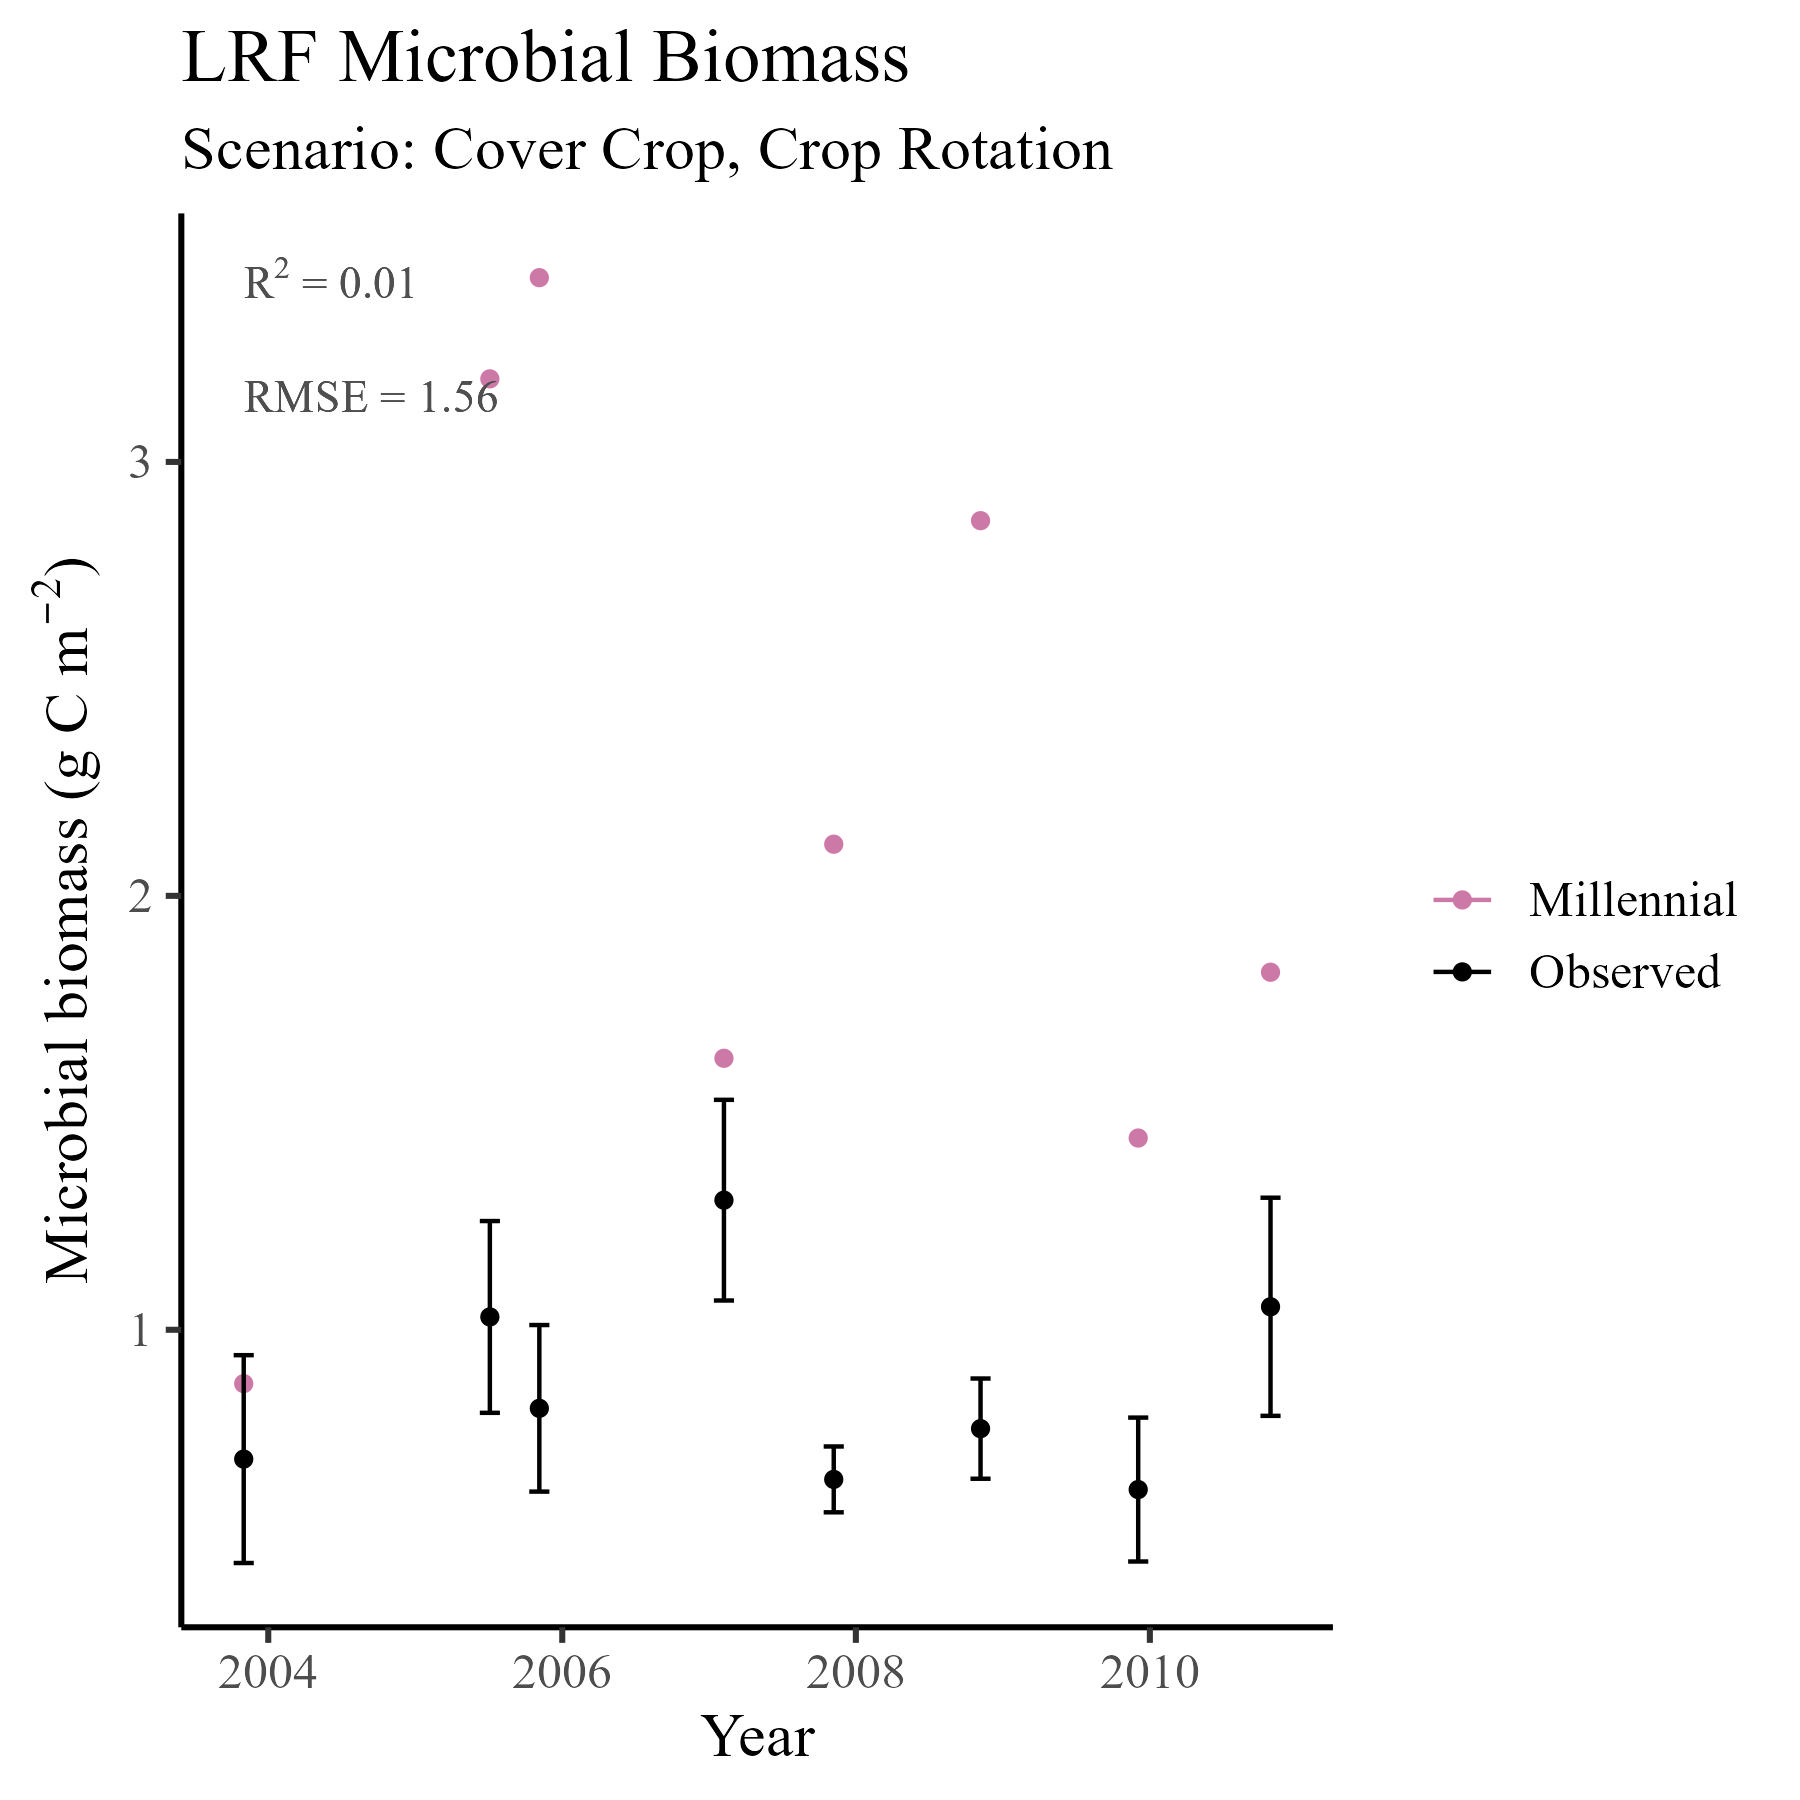 LRF Microbial Biomass
Scenario: Cover Crop, Crop Rotation
R² = 0.01
RMSE = 1.56
3
2
1
Microbial biomass (g C m⁻²)
2004 2006 2008 2010
Year
Millennial
Observed